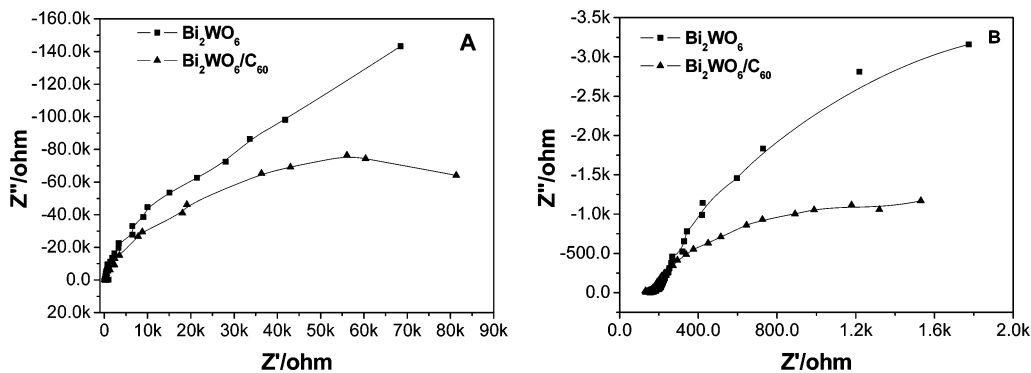 A
Bi2WO6
Bi2WO6/C60
Z''/ohm
-160.0k
-140.0k
-120.0k
-100.0k
-80.0k
-60.0k
-40.0k
-20.0k
0.0
20.0k
0 10k 20k 30k 40k 50k 60k 70k 80k 90k
Z'/ohm
B
Bi2WO6
Bi2WO6/C60
Z''/ohm
-3.5k
-3.0k
-2.5k
-2.0k
-1.5k
-1.0k
-500.0
0.0
0.0 400.0 800.0 1.2k 1.6k 2.0k
Z'/ohm